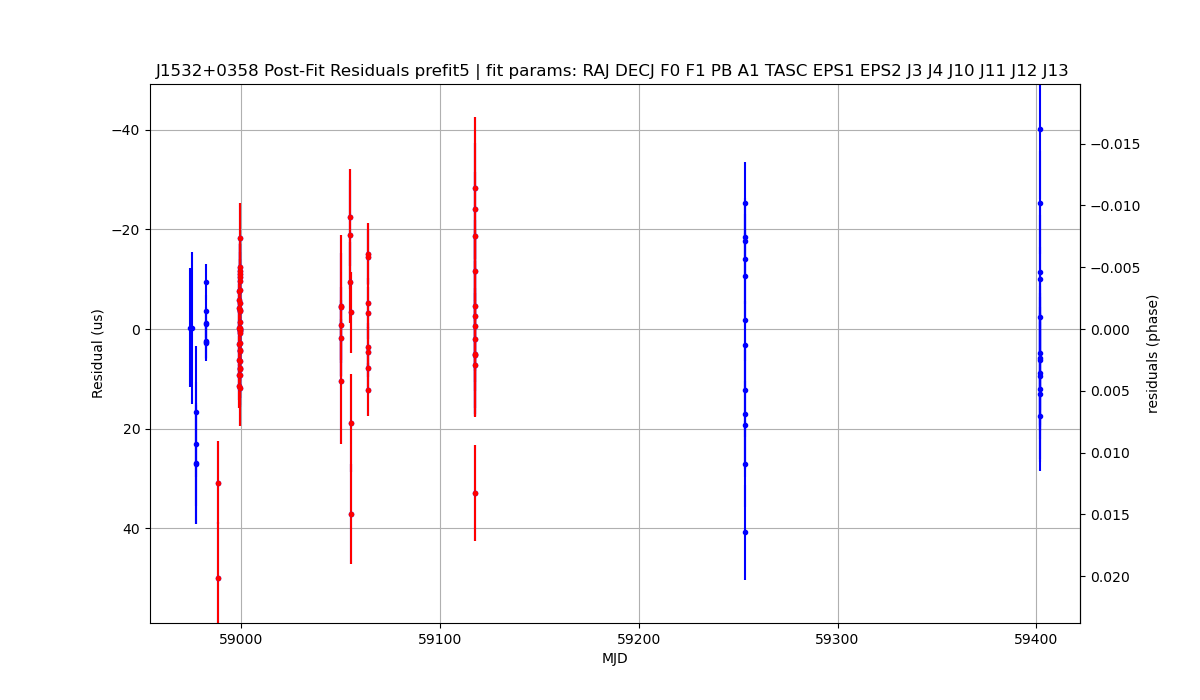 J1532+0358 Post-Fit Residuals prefit5 | fit params: RAJ DECJ F0 F1 PB A1 TASC EPS1 EPS2 J3 J4 J10 J11 J12 J13
−40
−20
0
20
40
Residual (us)
−0.015
−0.010
−0.005
0.000
0.005
0.010
0.015
0.020
residuals (phase)
59000 59100 59200 59300 59400
MJD